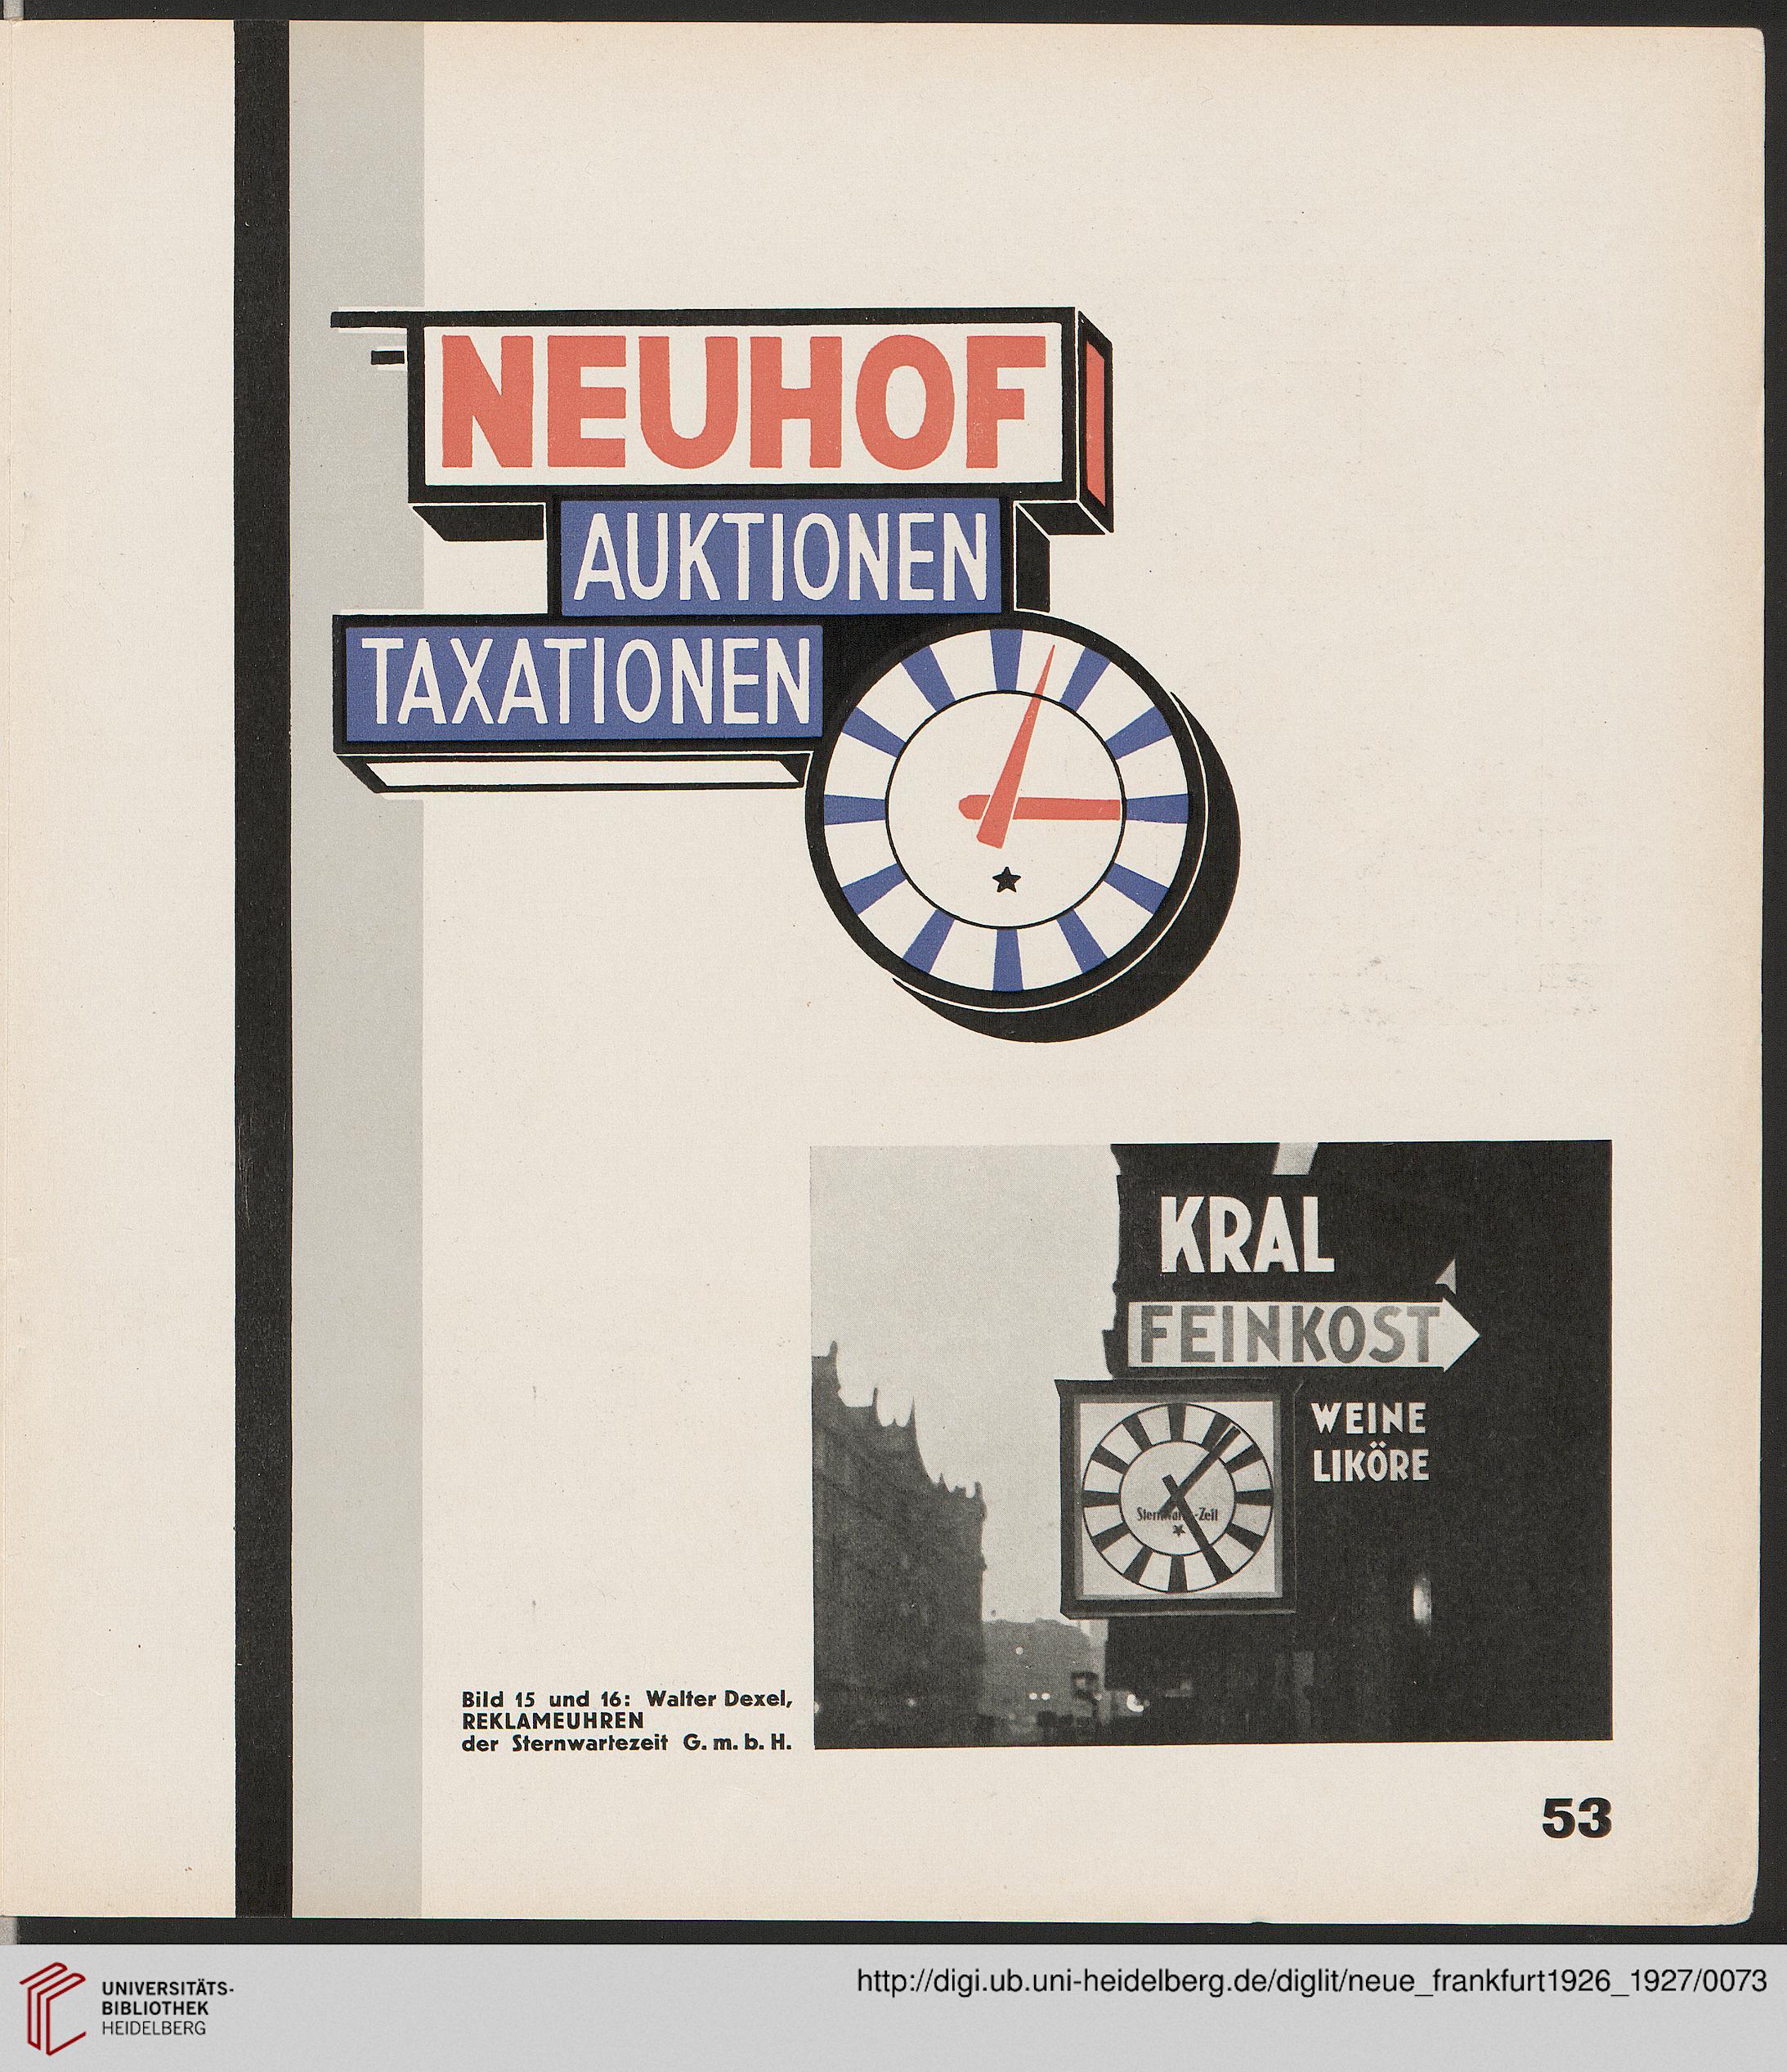 NEUHOF
AUKTIONEN
TAXATIONEN
KRAL
FEINKOST
WEINE
LIKÖRE
-Zeit
Bild 15 und 16: Walter Dexel,
REKLAMEUHREN
der Sternwartezeit G. m. b. H.
53
UNIVERSITÄTS-
BIBLIOTHEK
HEIDELBERG
http://digi.ub.uni-heidelberg.de/diglit/neue_frankfurt1926_1927/0073